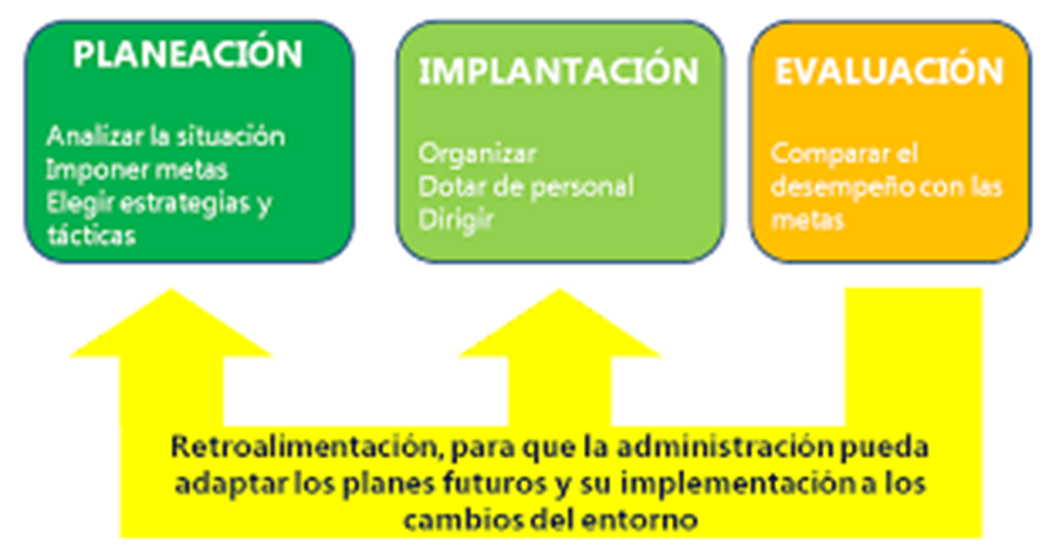 PLANEACIÓN
Analizar la situación
Imponer metas
Elegir estrategias y
tácticas
IMPLANTACIÓN
Organizar
Dotar de personal
Dirigir
EVALUACIÓN
Comparar el
desempeño con las
metas
Retroalimentación, para que la administración pueda
adaptar los planes futuros y su implementación a los
cambios del entorno